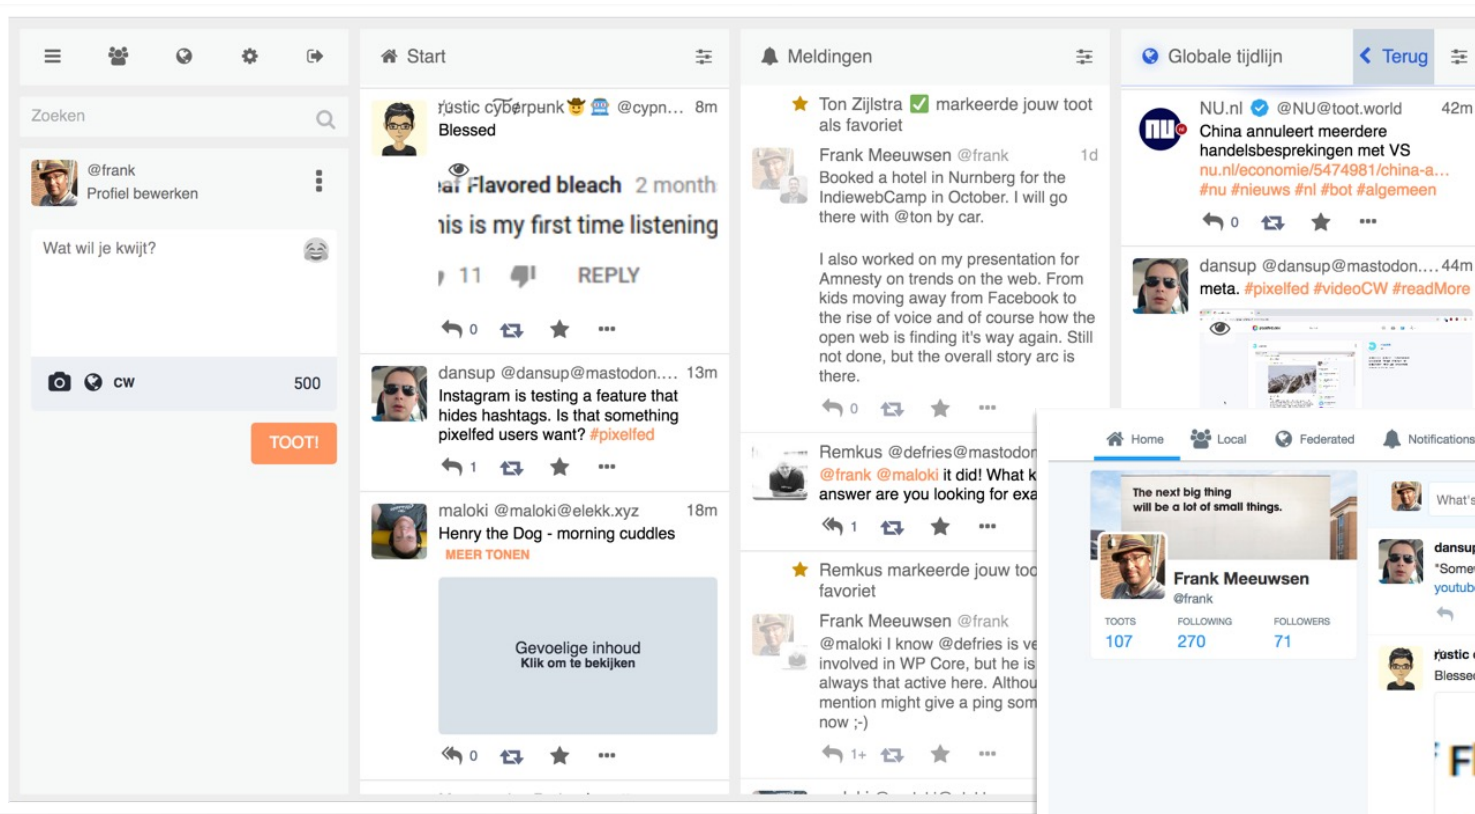 Zoeken
@frank
Profiel bewerken
Wat wil je kwijt?
CW
500
TOOT!
Start
rustic cyberpunk 🤠 @cypn... 8m
Blessed
Flavored bleach 2 month
is my first time listening
11 REPLY
0
dansup @dansup@mastodon.... 13m
Instagram is testing a feature that
hides hashtags. Is that something
pixelfed users want? #pixelfed
1
maloki @maloki@elekk.xyz 18m
Henry the Dog - morning cuddles
MEER TONEN
Gevoelige inhoud
Klik om te bekijken
0
Meldingen
Ton Zijlstra ✅ markeerde jouw toot
als favoriet
Frank Meeuwsen @frank 1d
Booked a hotel in Nurnberg for the
IndiewebCamp in October. I will go
there with @ton by car.
I also worked on my presentation for
Amnesty on trends on the web. From
kids moving away from Facebook to
the rise of voice and of course how the
open web is finding it's way again. Still
not done, but the overall story arc is
there.
0
Remkus @defries@mastodon
@frank @maloki it did! What k
answer are you looking for exa
1
Remkus markeerde jouw too
favoriet
Frank Meeuwsen @frank
@maloki I know @defries is ve
involved in WP Core, but he is
always that active here. Althou
mention might give a ping som
now ;-)
1+
Globale tijdlijn
Terug
NU.nl @NU@toot.world 42m
China annuleert meerdere
handelsbesprekingen met VS
nu.nl/economie/5474981/china-a...
#nu #nieuws #nl #bot #algemeen
0
dansup @dansup@mastodon.... 44m
meta. #pixelfed #videoCW #readMore
Home Local Federated Notifications
The next big thing
will be a lot of small things.
Frank Meeuwsen
@frank
TOOTS FOLLOWING FOLLOWERS
107 270 71
What's
dansup
"Somew
youtub
rustic
Blessed